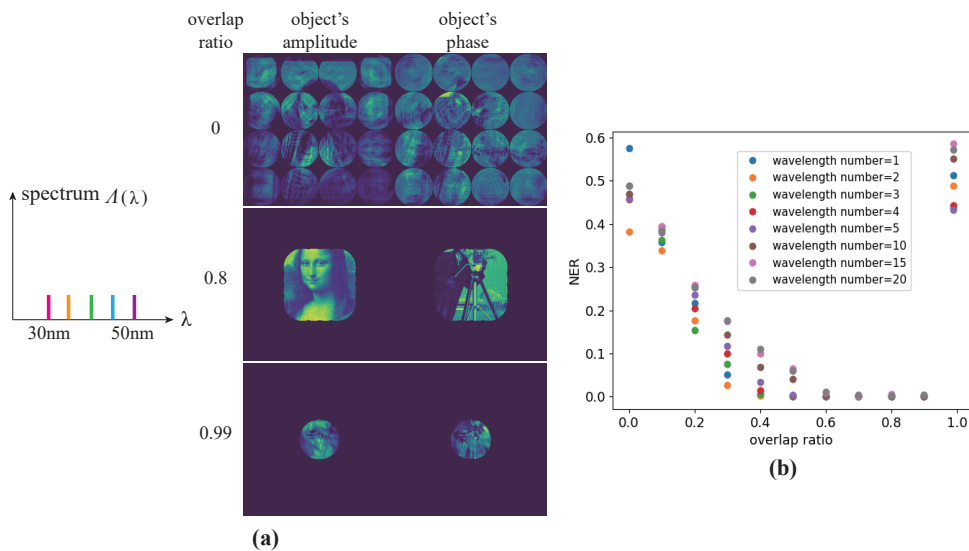 overlap ratio
object's amplitude
object's phase
0
0.8
0.99
spectrum Λ(λ)
λ
30nm 50nm
(a)
NER
0.6
0.5
0.4
0.3
0.2
0.1
0.0
0.0 0.2 0.4 0.6 0.8 1.0
overlap ratio
wavelength number=1
wavelength number=2
wavelength number=3
wavelength number=4
wavelength number=5
wavelength number=10
wavelength number=15
wavelength number=20
(b)